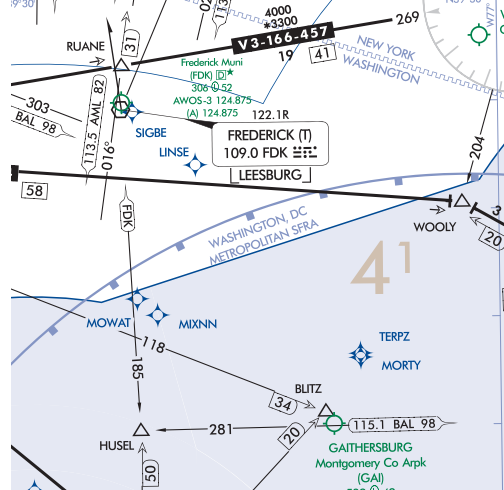 4000
*3300
269
V3-166-457
19
41
NEW YORK
WASHINGTON
RUANE
31
Frederick Muni
(FDK) D★
306 L 52
AWOS-3 124.875
(A) 124.875
122.1R
303
BAL 98
113.5 AML 82
016°
SIGBE
FREDERICK (T)
109.0 FDK
LEESBURG
LINSE
204
58
FDK
WASHINGTON, DC
METROPOLITAN SFRA
WOOLY
3
20
41
MOWAT
MIXNN
118
185
TERPZ
MORTY
BLITZ
34
115.1 BAL 98
281
20
HUSEL
50
GAITHERSBURG
Montgomery Co Arpk
(GAI)